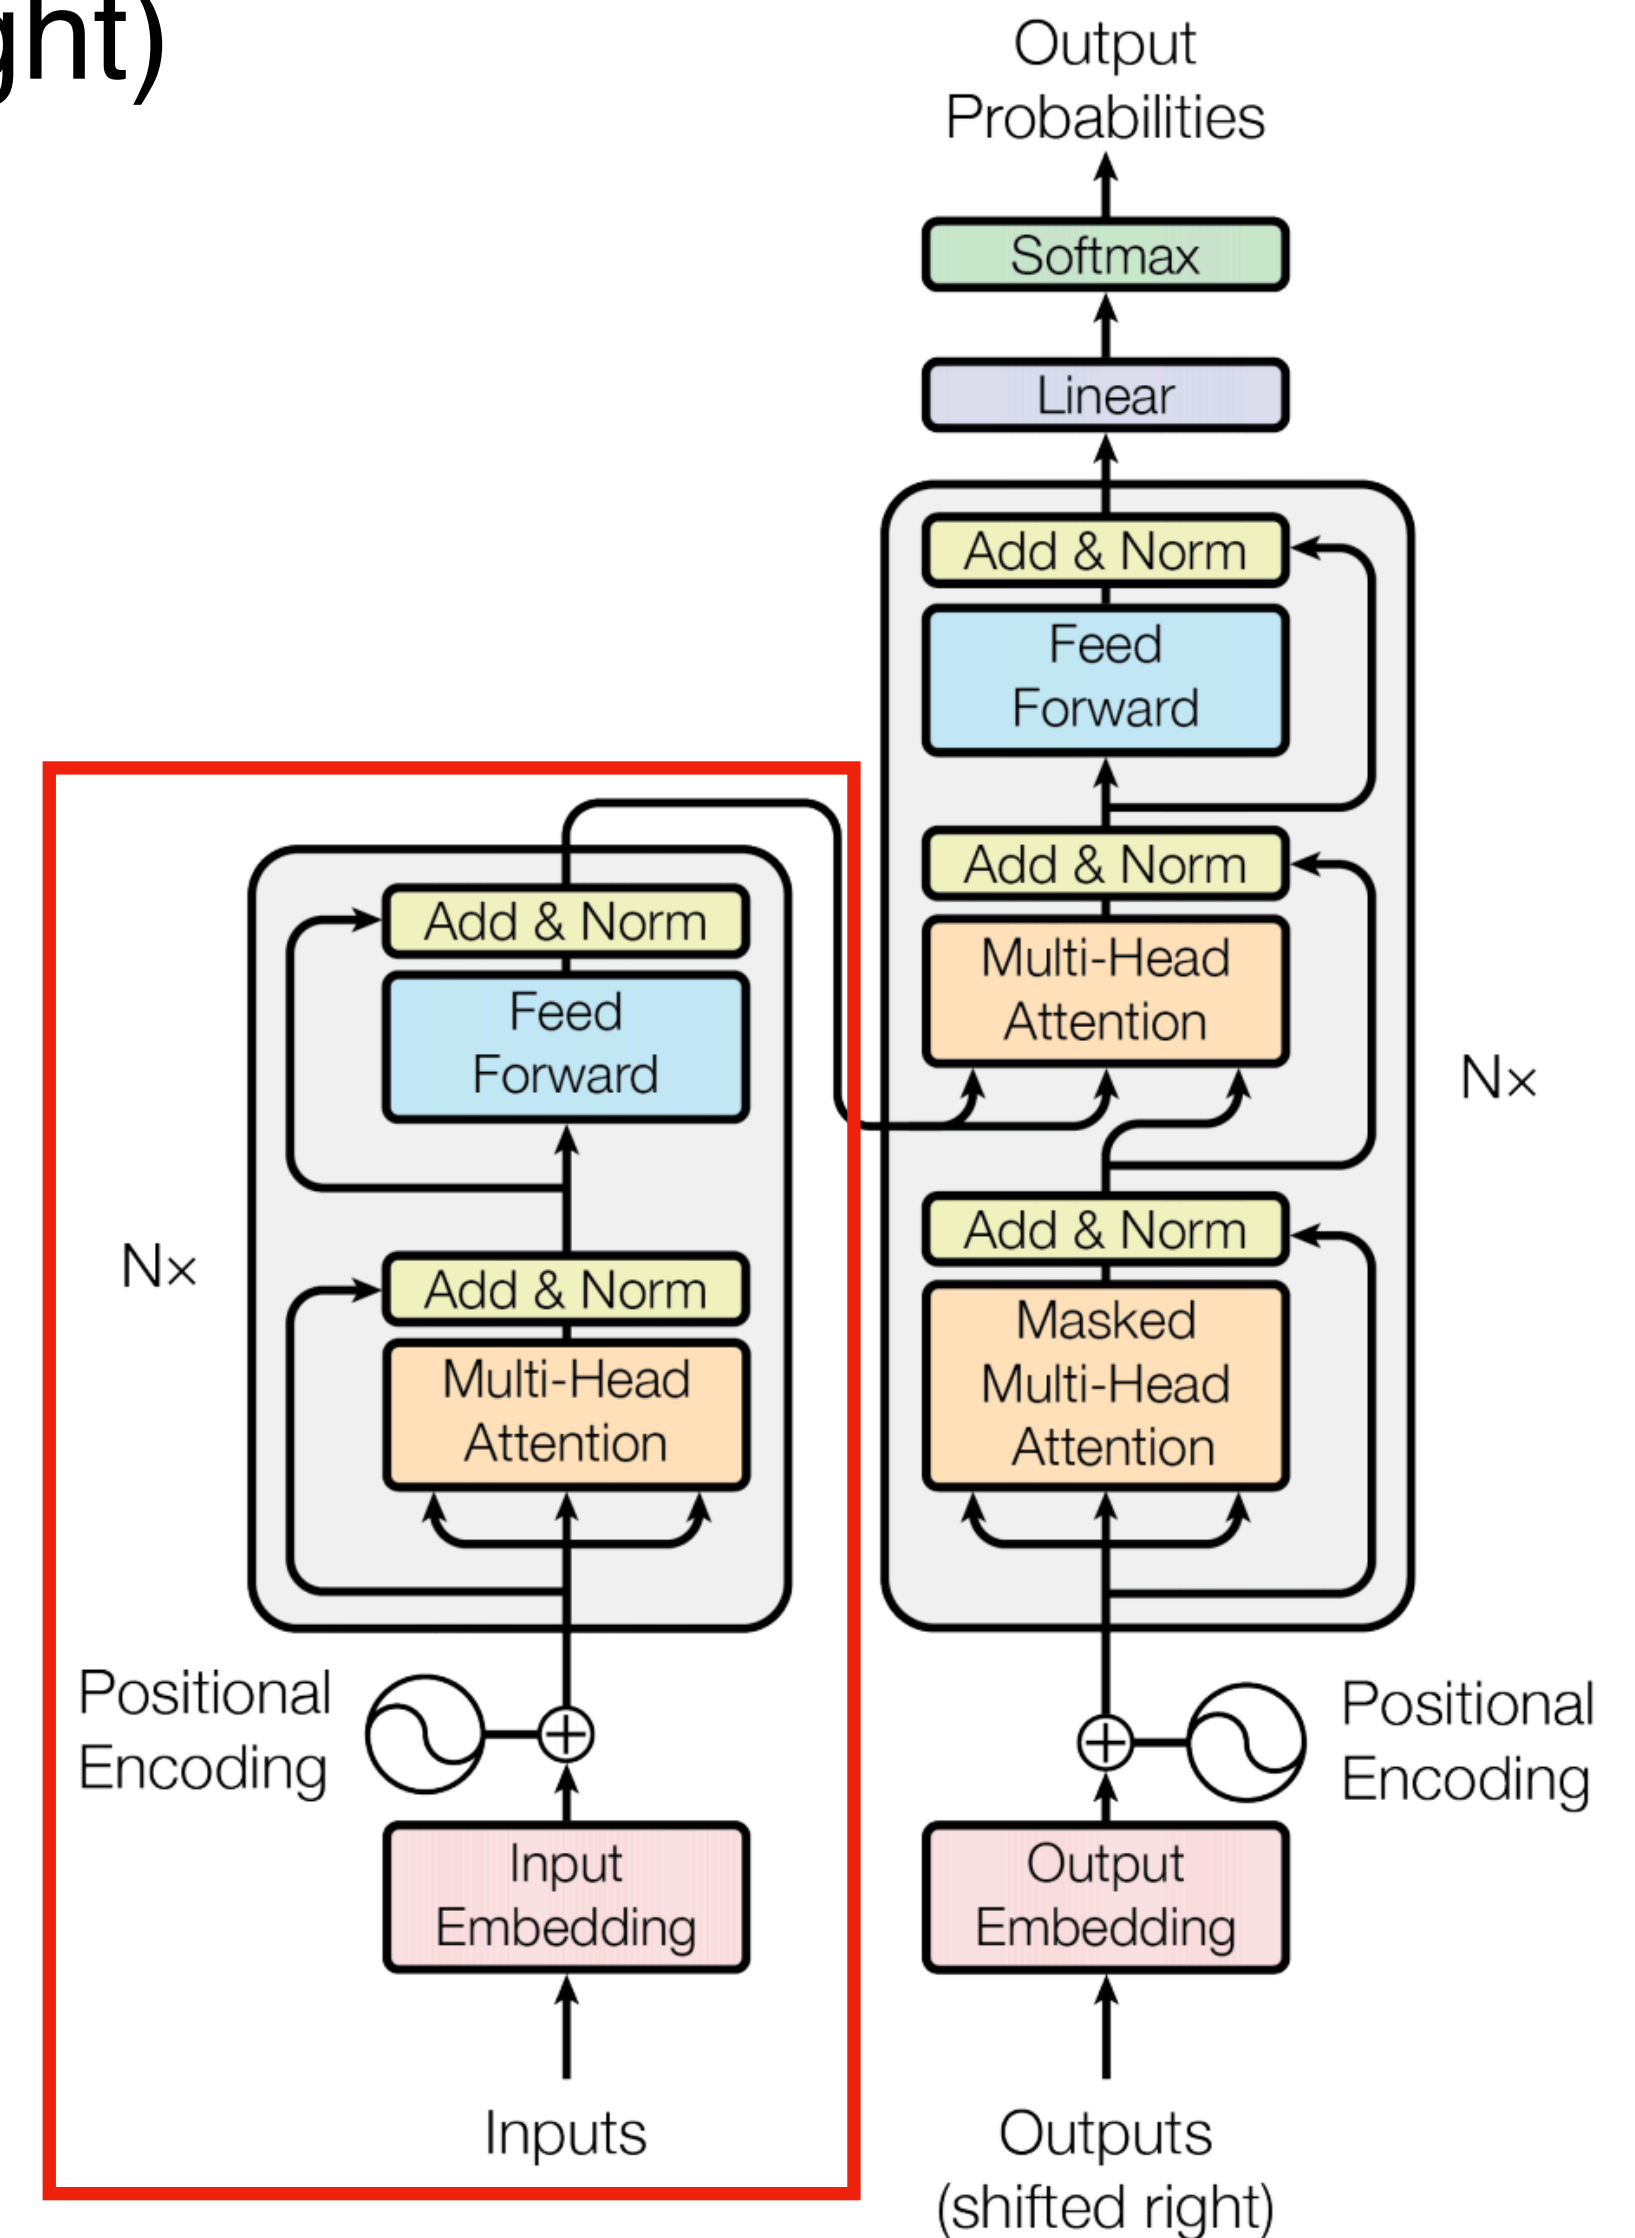 ght)
Output
Probabilities
Softmax
Linear
Add & Norm
Feed
Forward
Add & Norm
Multi-Head
Attention
N×
Add & Norm
Masked
Multi-Head
Attention
Positional
Encoding
Output
Embedding
Outputs
(shifted right)
Add & Norm
Feed
Forward
N×
Add & Norm
Multi-Head
Attention
Positional
Encoding
Input
Embedding
Inputs